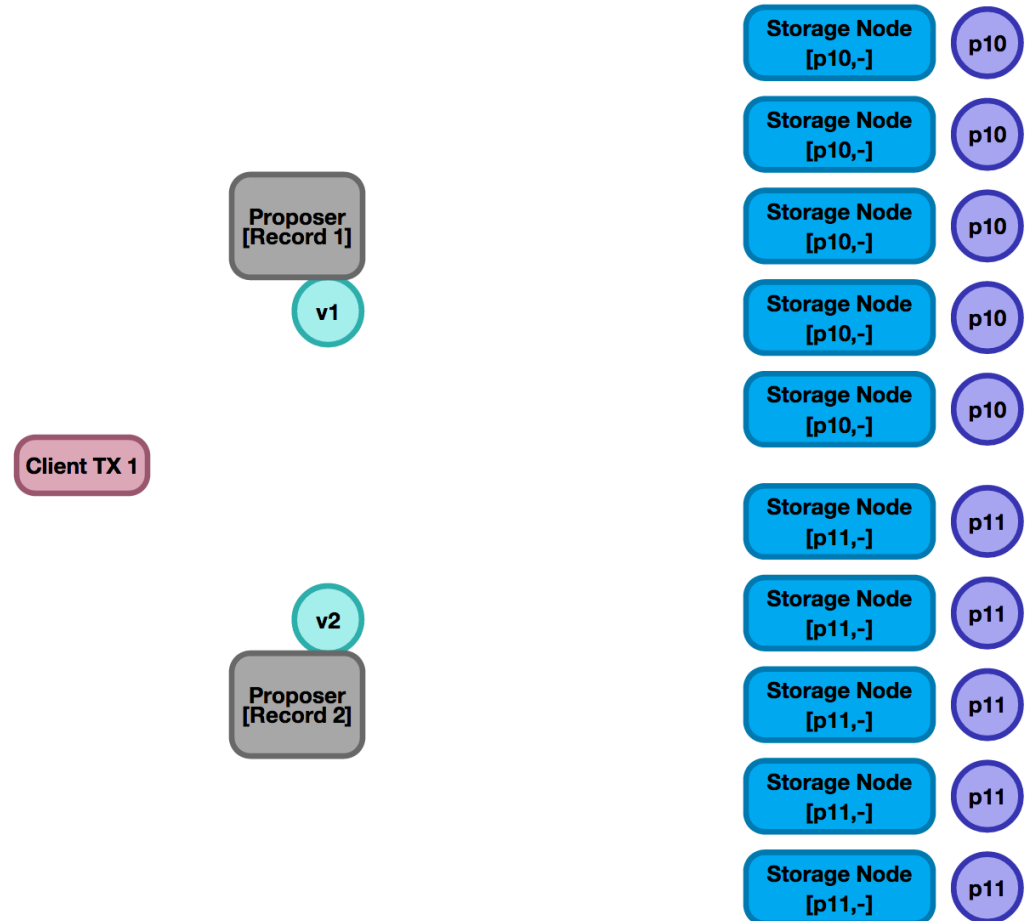 Storage Node
[p10,-]
p10
Storage Node
[p10,-]
p10
Proposer
[Record 1]
Storage Node
[p10,-]
p10
v1
Storage Node
[p10,-]
p10
Storage Node
[p10,-]
p10
Client TX 1
Storage Node
[p11,-]
p11
v2
Storage Node
[p11,-]
p11
Proposer
[Record 2]
Storage Node
[p11,-]
p11
Storage Node
[p11,-]
p11
Storage Node
[p11,-]
p11